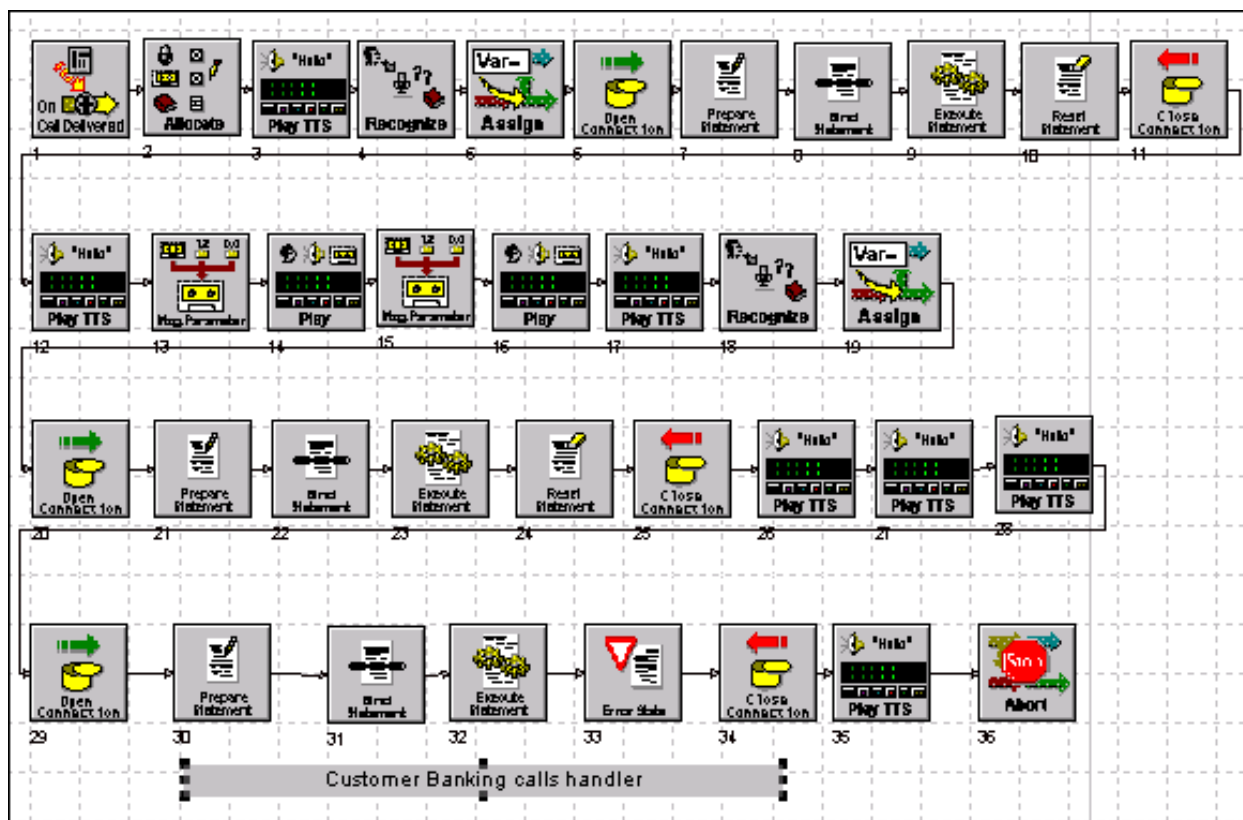 On
Call Delivered
1
Allocate
2
"Hello"
Play TTS
3
??
Recognize
4
Var=
Assign
5
Open
Connection
6
Prepare
Statement
7
Bind
Statement
8
Execute
Statement
9
Reset
Statement
10
Close
Connection
11
"Hello"
Play TTS
12
1,2
Msg.Parameter
13
Play
14
1,2
Msg.Parameter
15
Play
16
"Hello"
Play TTS
17
??
Recognize
18
Var=
Assign
19
Open
Connection
20
Prepare
Statement
21
Bind
Statement
22
Execute
Statement
23
Reset
Statement
24
Close
Connection
25
"Hello"
Play TTS
26
"Hello"
Play TTS
27
"Hello"
Play TTS
28
Open
Connection
29
Prepare
Statement
30
Bind
Statement
31
Execute
Statement
32
Error State
33
Close
Connection
34
"Hello"
Play TTS
35
Stop
Abort
36
Customer Banking calls handler